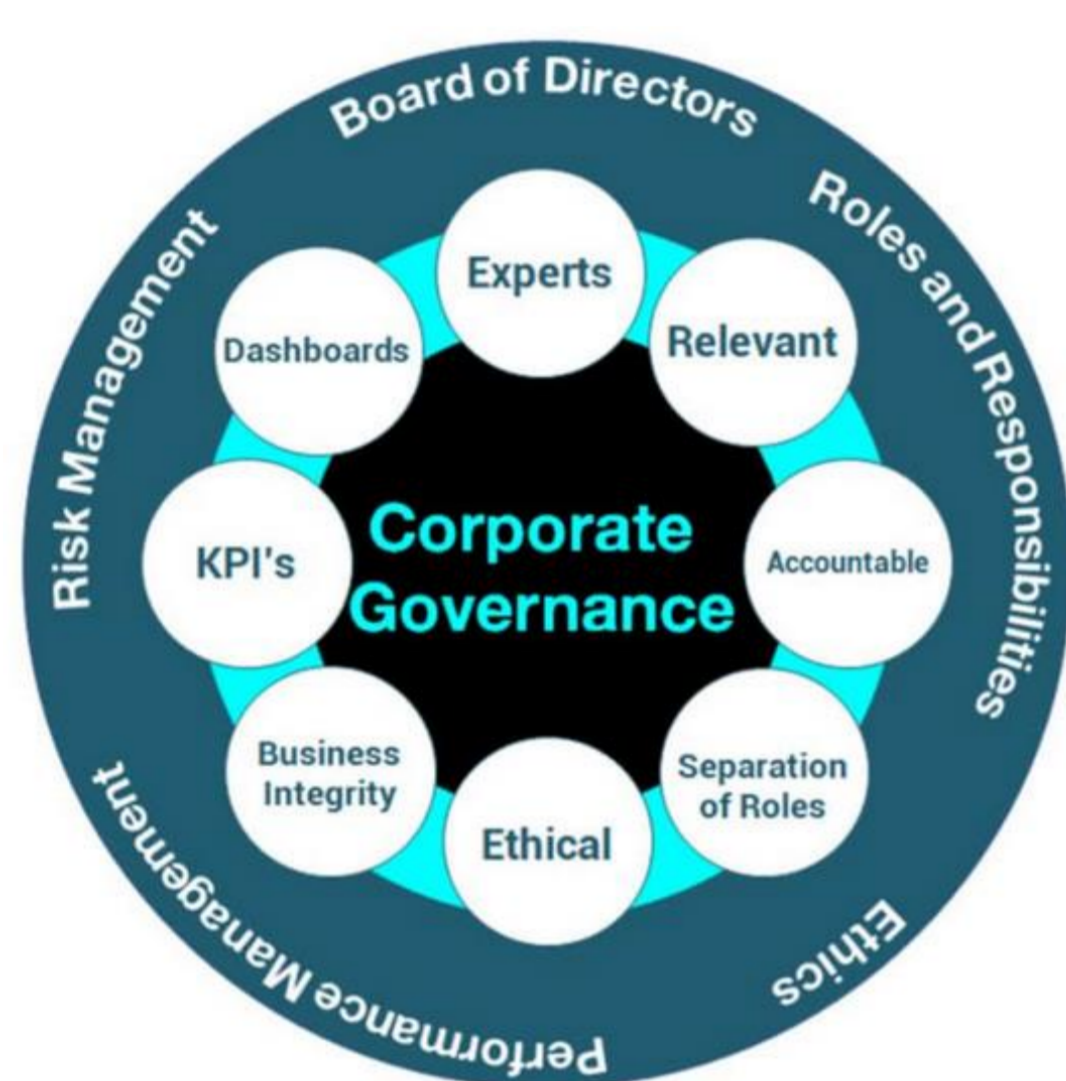 Board of Directors
Roles and Responsibilities
Ethics
Performance Management
Risk Management
Experts
Relevant
Accountable
Separation
of Roles
Ethical
Business
Integrity
KPI's
Dashboards
Corporate
Governance